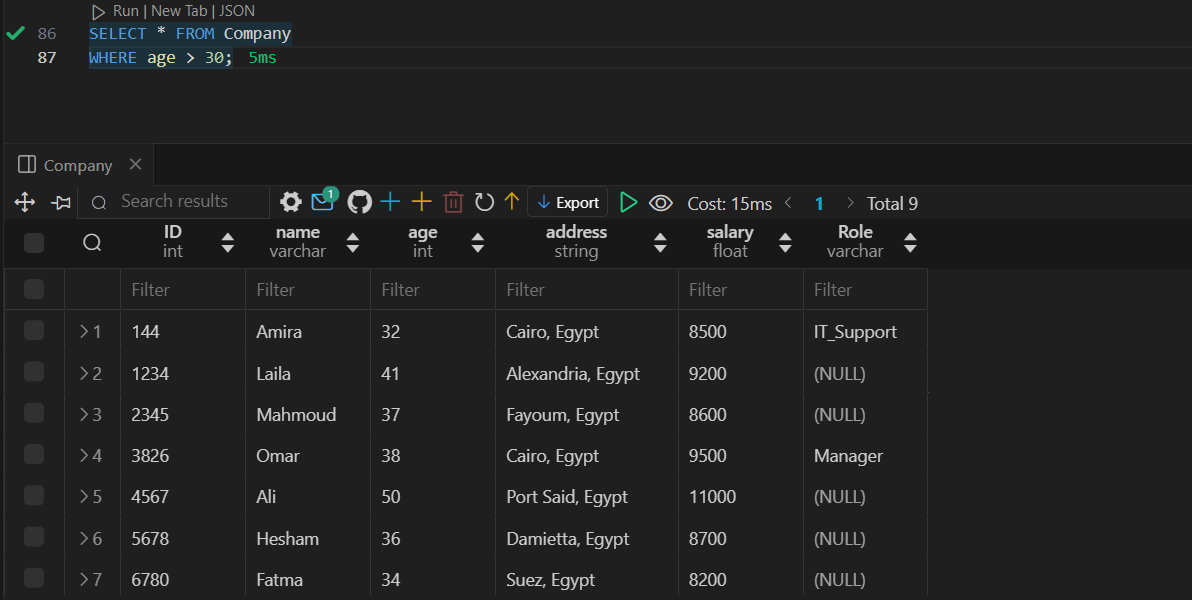 Run | New Tab | JSON
86 SELECT * FROM Company
87 WHERE age > 30; 5ms
Company
Search results 1 Export Cost: 15ms 1 Total 9
ID name age address salary Role
int varchar int string float varchar
Filter Filter Filter Filter Filter Filter
1 144 Amira 32 Cairo, Egypt 8500 IT_Support
2 1234 Laila 41 Alexandria, Egypt 9200 (NULL)
3 2345 Mahmoud 37 Fayoum, Egypt 8600 (NULL)
4 3826 Omar 38 Cairo, Egypt 9500 Manager
5 4567 Ali 50 Port Said, Egypt 11000 (NULL)
6 5678 Hesham 36 Damietta, Egypt 8700 (NULL)
7 6780 Fatma 34 Suez, Egypt 8200 (NULL)